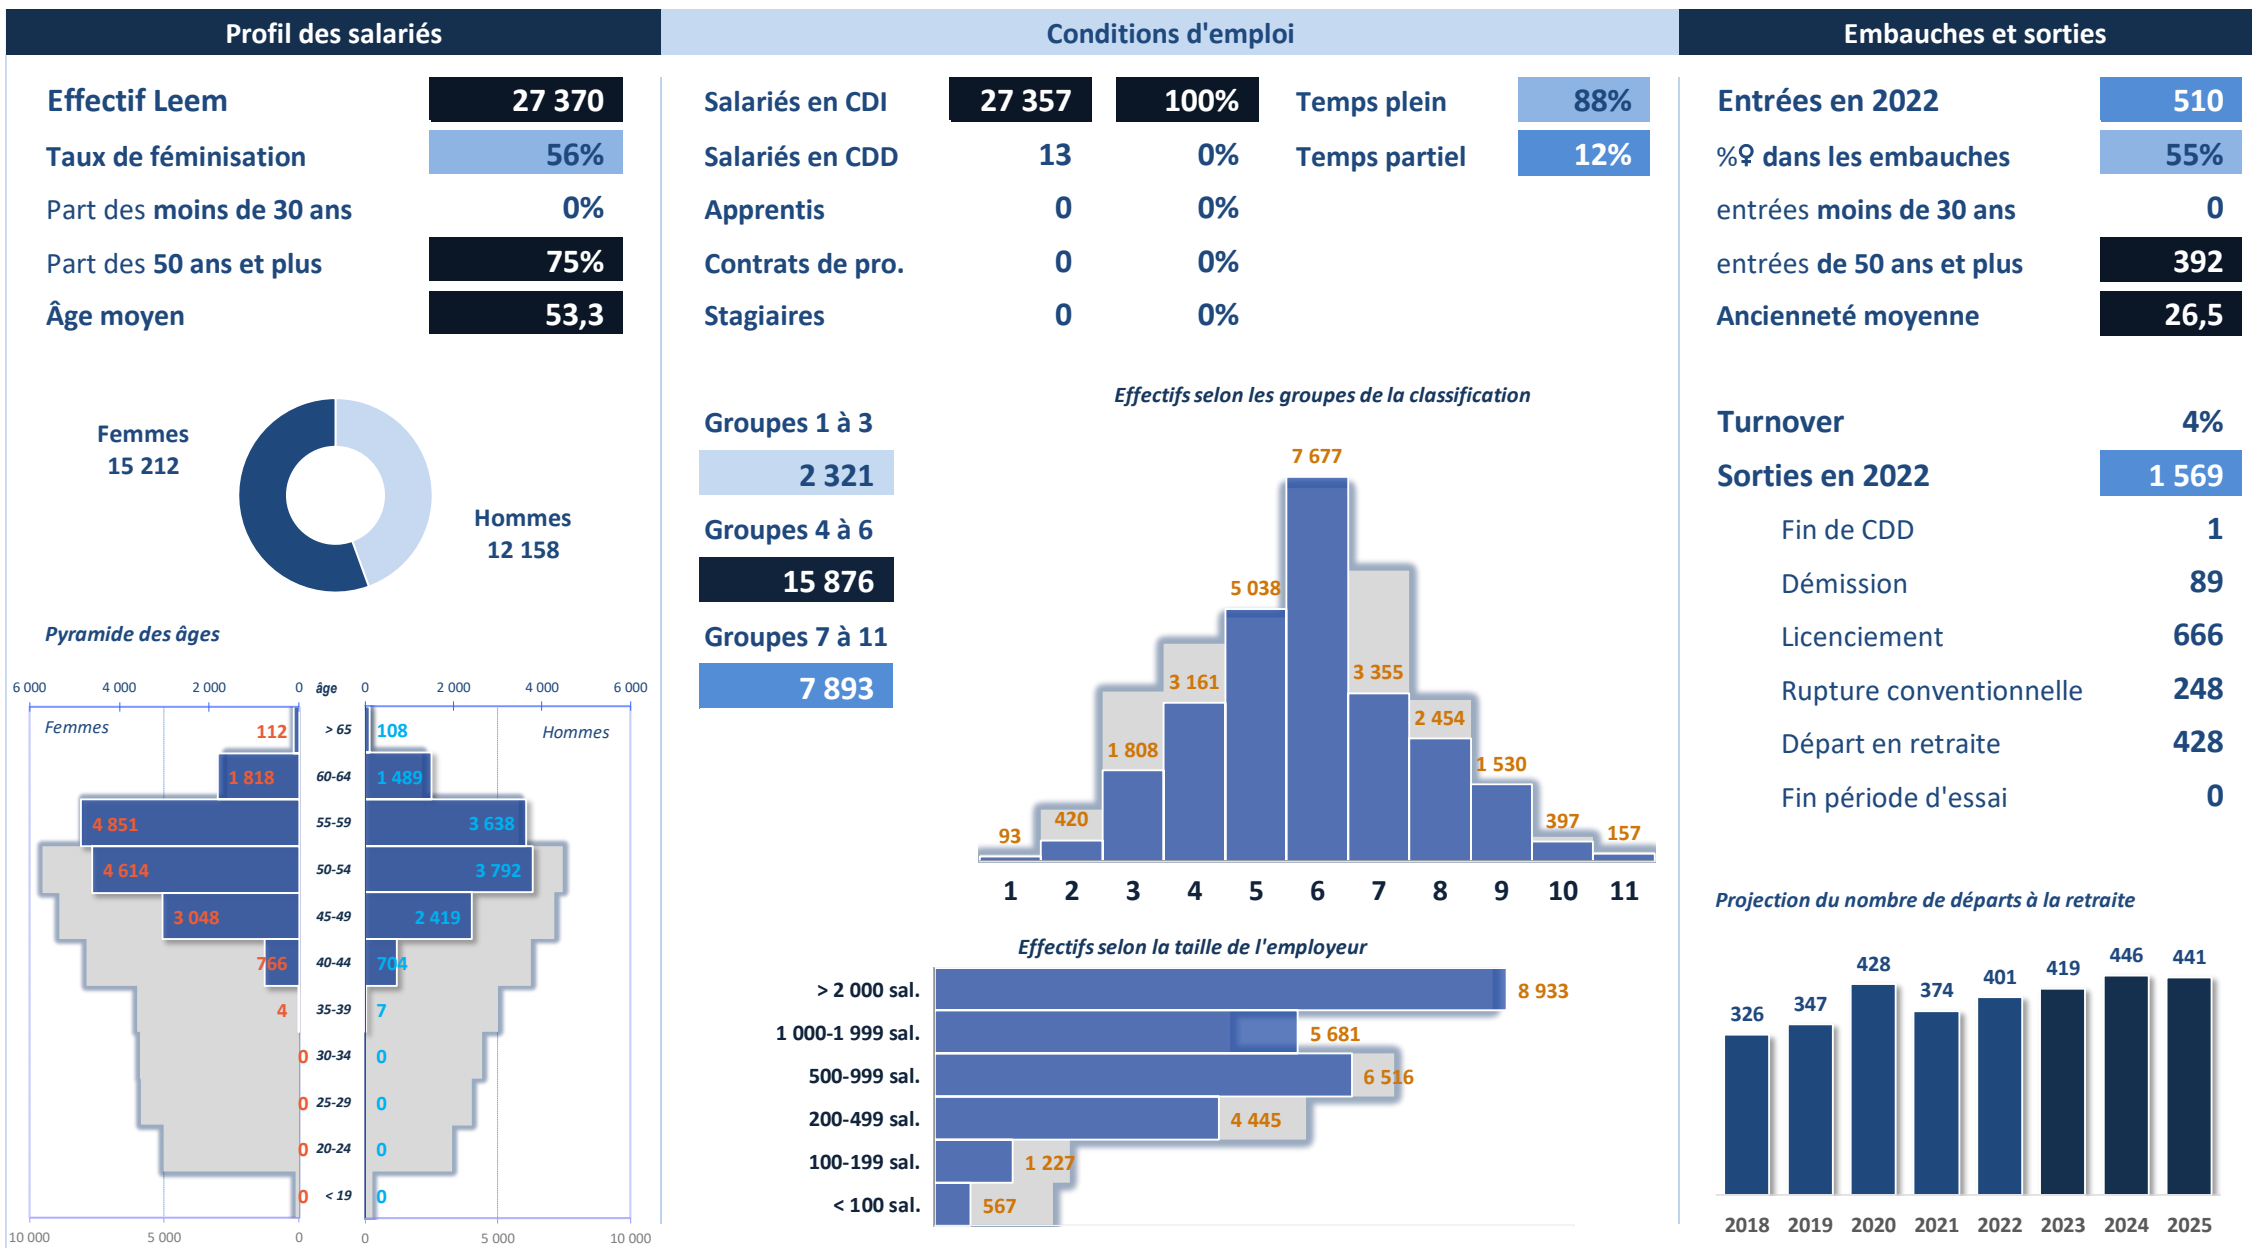 Profil des salariés
Effectif Leem 27 370
Taux de féminisation 56%
Part des moins de 30 ans 0%
Part des 50 ans et plus 75%
Âge moyen 53,3
Femmes
15 212
Hommes
12 158
Pyramide des âges
6 000 4 000 2 000 0 âge 0 2 000 4 000 6 000
Femmes Hommes
112 > 65 108
1 818 60-64 1 489
4 851 55-59 3 638
4 614 50-54 3 792
3 048 45-49 2 419
766 40-44 704
4 35-39 7
0 30-34 0
0 25-29 0
0 20-24 0
0 < 19 0
10 000 5 000 0 0 5 000 10 000
Conditions d'emploi
Salariés en CDI 27 357 100% Temps plein 88%
Salariés en CDD 13 0% Temps partiel 12%
Apprentis 0 0%
Contrats de pro. 0 0%
Stagiaires 0 0%
Groupes 1 à 3
2 321
Groupes 4 à 6
15 876
Groupes 7 à 11
7 893
Effectifs selon les groupes de la classification
93 420 1 808 3 161 5 038 7 677 3 355 2 454 1 530 397 157
1 2 3 4 5 6 7 8 9 10 11
Effectifs selon la taille de l'employeur
> 2 000 sal. 8 933
1 000-1 999 sal. 5 681
500-999 sal. 6 516
200-499 sal. 4 445
100-199 sal. 1 227
< 100 sal. 567
Embauches et sorties
Entrées en 2022 510
%♀ dans les embauches 55%
entrées moins de 30 ans 0
entrées de 50 ans et plus 392
Ancienneté moyenne 26,5
Turnover 4%
Sorties en 2022 1 569
Fin de CDD 1
Démission 89
Licenciement 666
Rupture conventionnelle 248
Départ en retraite 428
Fin période d'essai 0
Projection du nombre de départs à la retraite
326 347 428 374 401 419 446 441
2018 2019 2020 2021 2022 2023 2024 2025